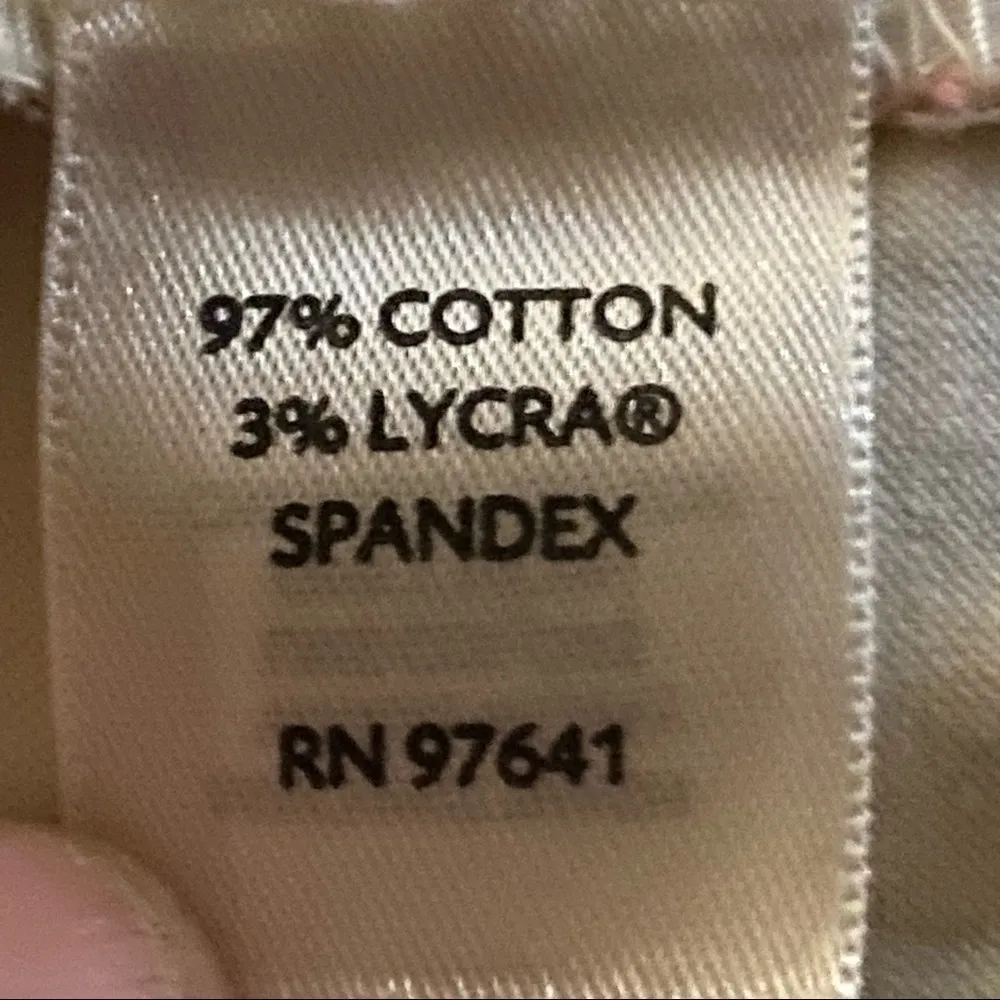 97% COTTON
3% LYCRA®
SPANDEX
RN 97641